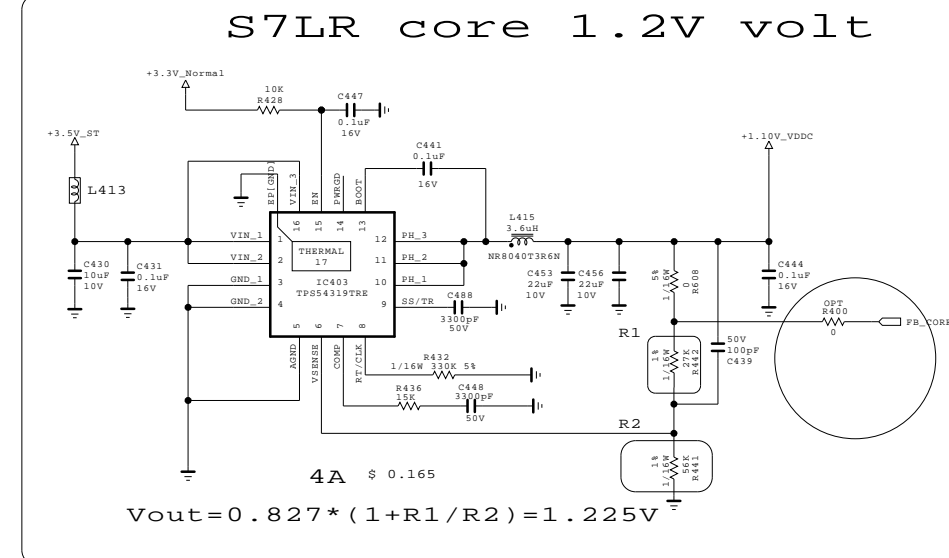 S7LR core 1.2V volt
+3.3V_Normal
10K
R428
C447
0.1uF
16V
+3.5V_ST
L413
C441
0.1uF
16V
+1.10V_VDDC
EP[GND]
VIN_3
EN
PWRGD
BOOT
16
15
14
13
L415
3.6uH
NR8040T3R6N
VIN_1
1
VIN_2
2
GND_1
3
GND_2
4
THERMAL
17
IC403
TPS54319TRE
12
PH_3
11
PH_2
10
PH_1
9
SS/TR
C430
10uF
10V
C431
0.1uF
16V
C488
3300pF
50V
C453
22uF
10V
C456
22uF
10V
5%
1/16W
0
R608
C444
0.1uF
16V
OPT
R400
0
5
6
7
8
AGND
VSENSE
COMP
RT/CLK
R1
1%
1/16W
27K
R442
50V
100pF
C439
R432
1/16W 330K 5%
R436
15K
C448
3300pF
50V
R2
1%
1/16W
56K
R441
4A $ 0.165
Vout=0.827*(1+R1/R2)=1.225V